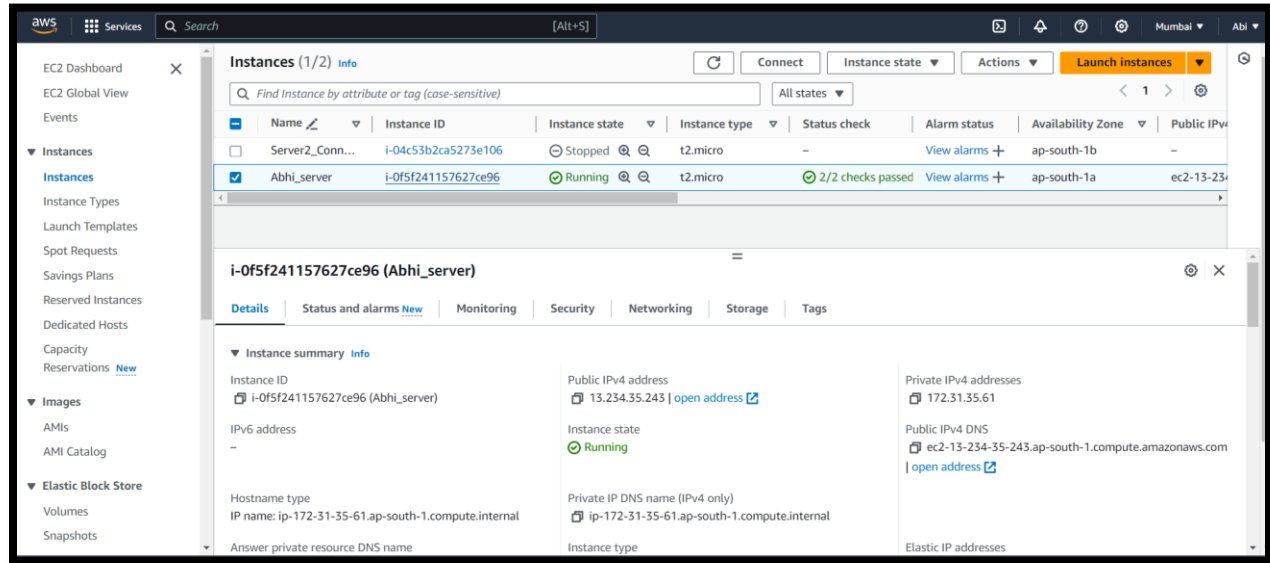 aws Services Search [Alt+S] Mumbai Abi
EC2 Dashboard
EC2 Global View
Events
Instances
Instances
Instance Types
Launch Templates
Spot Requests
Savings Plans
Reserved Instances
Dedicated Hosts
Capacity
Reservations New
Images
AMIs
AMI Catalog
Elastic Block Store
Volumes
Snapshots
Instances (1/2) Info Connect Instance state Actions Launch instances
Find Instance by attribute or tag (case-sensitive) All states 1
Name Instance ID Instance state Instance type Status check Alarm status Availability Zone Public IPv4
Server2_Conn... i-04c53b2ca5273e106 Stopped t2.micro – View alarms + ap-south-1b –
Abhi_server i-0f5f241157627ce96 Running t2.micro 2/2 checks passed View alarms + ap-south-1a ec2-13-234
i-0f5f241157627ce96 (Abhi_server)
Details Status and alarms New Monitoring Security Networking Storage Tags
Instance summary Info
Instance ID
i-0f5f241157627ce96 (Abhi_server)
Public IPv4 address
13.234.35.243 | open address
Private IPv4 addresses
172.31.35.61
IPv6 address
–
Instance state
Running
Public IPv4 DNS
ec2-13-234-35-243.ap-south-1.compute.amazonaws.com
| open address
Hostname type
IP name: ip-172-31-35-61.ap-south-1.compute.internal
Private IP DNS name (IPv4 only)
ip-172-31-35-61.ap-south-1.compute.internal
Answer private resource DNS name
Instance type
Elastic IP addresses